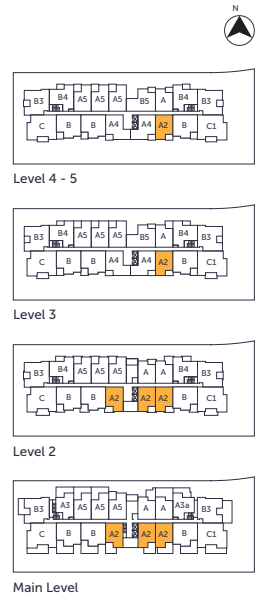 N
B3 B4 A5 A5 A5 B5 A B4 B3
C B B A4 A4 A2 B C1
Level 4 - 5
B3 B4 A5 A5 A5 B5 A B4 B3
C B B A4 A4 A2 B C1
Level 3
B3 B4 A5 A5 A5 A A B4 B3
C B B A2 A2 A2 B C1
Level 2
B3 A3 A5 A5 A5 A A A3a B3
C B B A2 A2 A2 B C1
Main Level